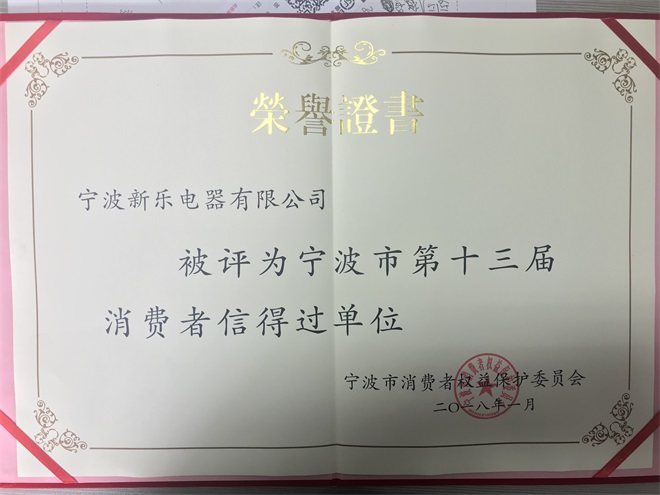 榮譽證書
宁波新乐电器有限公司
被评为宁波市第十三届
消费者信得过单位
宁波市消费者权益保护委员会
二〇一八年一月